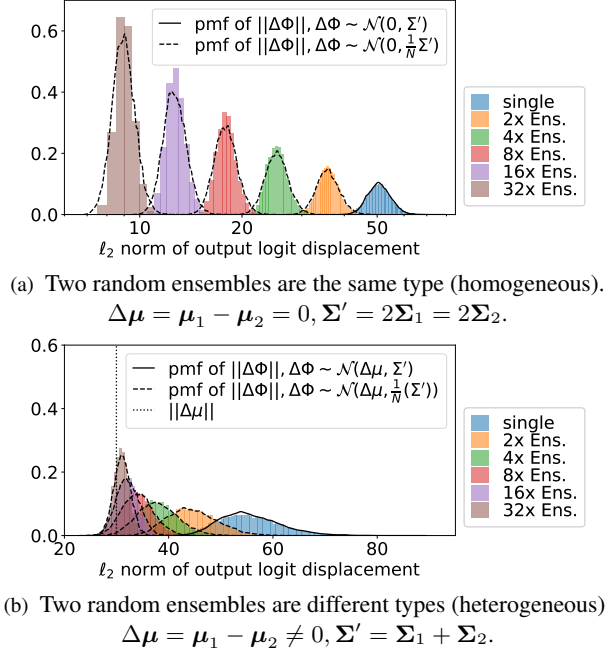 pmf of ||ΔΦ||, ΔΦ ~ 𝒩(0, Σ′)
pmf of ||ΔΦ||, ΔΦ ~ 𝒩(0, 1/N Σ′)
0.6
0.4
0.2
0.0
10
20
50
ℓ₂ norm of output logit displacement
single
2x Ens.
4x Ens.
8x Ens.
16x Ens.
32x Ens.
(a) Two random ensembles are the same type (homogeneous).
Δμ = μ₁ − μ₂ = 0, Σ′ = 2Σ₁ = 2Σ₂.
pmf of ||ΔΦ||, ΔΦ ~ 𝒩(Δμ, Σ′)
pmf of ||ΔΦ||, ΔΦ ~ 𝒩(Δμ, 1/N (Σ′))
||Δμ||
0.6
0.4
0.2
0.0
20
40
60
80
ℓ₂ norm of output logit displacement
single
2x Ens.
4x Ens.
8x Ens.
16x Ens.
32x Ens.
(b) Two random ensembles are different types (heterogeneous)
Δμ = μ₁ − μ₂ ≠ 0, Σ′ = Σ₁ + Σ₂.